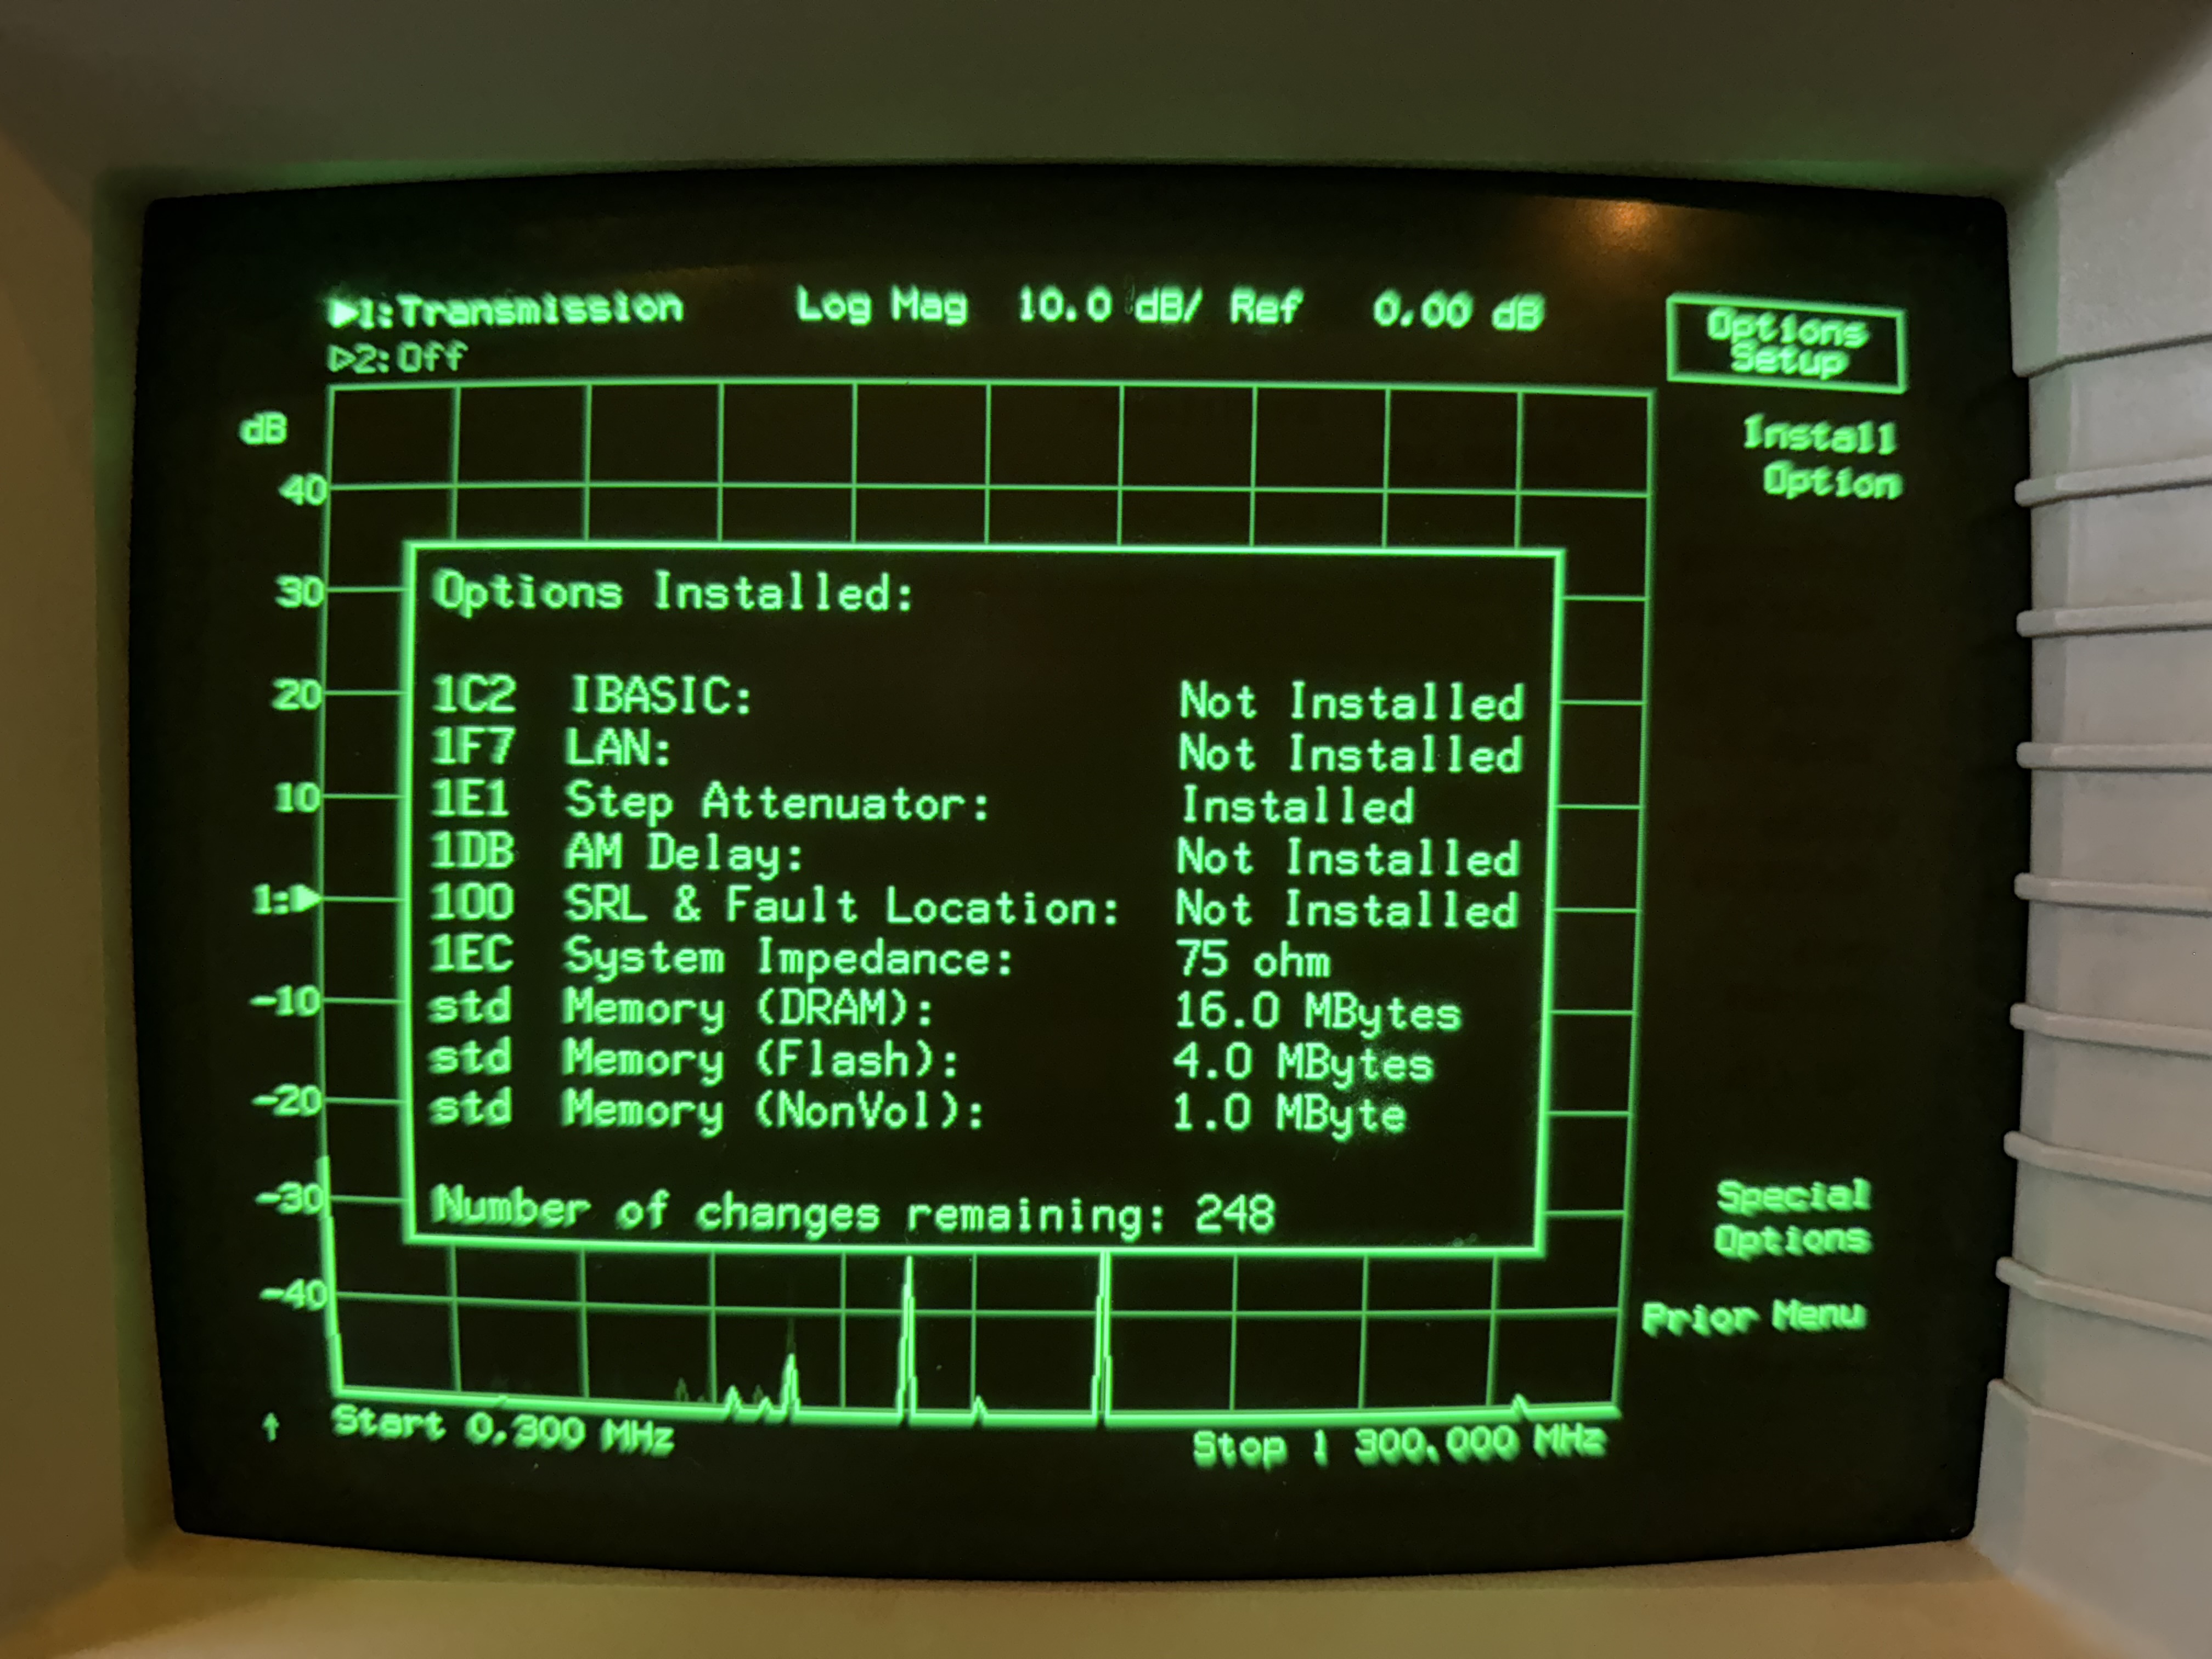 ▶1:Transmission Log Mag 10.0 dB/ Ref 0.00 dB
▷2:Off
Options
Setup
dB
Install
Option
40
30
20
10
1:▶
-10
-20
-30
-40
Options Installed:
1C2 IBASIC: Not Installed
1F7 LAN: Not Installed
1E1 Step Attenuator: Installed
1DB AM Delay: Not Installed
100 SRL & Fault Location: Not Installed
1EC System Impedance: 75 ohm
std Memory (DRAM): 16.0 MBytes
std Memory (Flash): 4.0 MBytes
std Memory (NonVol): 1.0 MByte
Number of changes remaining: 248
Special
Options
Prior Menu
↑ Start 0.300 MHz Stop 1 300.000 MHz